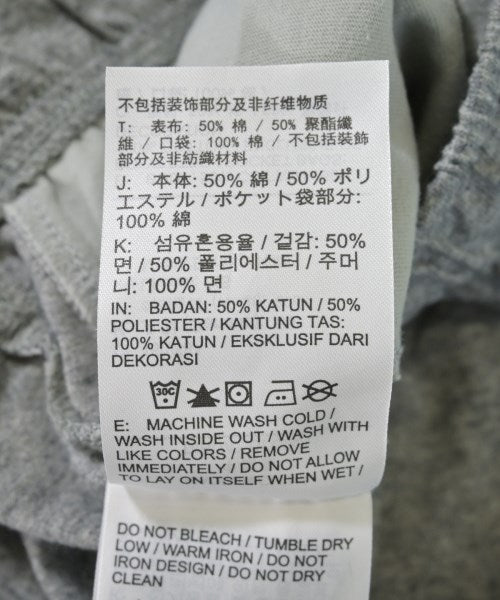 不包括装饰部分及非纤维物质
T: 表布: 50% 棉 / 50% 聚酯纖
維 / 口袋: 100% 棉 / 不包括裝飾
部分及非紡織材料
J: 本体: 50% 綿 / 50% ポリ
エステル / ポケット袋部分:
100% 綿
K: 섬유혼용율 / 겉감: 50%
면 / 50% 폴리에스터 / 주머
니: 100% 면
IN: BADAN: 50% KATUN / 50%
POLIESTER / KANTUNG TAS:
100% KATUN / EKSKLUSIF DARI
DEKORASI
30C
E: MACHINE WASH COLD /
WASH INSIDE OUT / WASH WITH
LIKE COLORS / REMOVE
IMMEDIATELY / DO NOT ALLOW
TO LAY ON ITSELF WHEN WET /
DO NOT BLEACH / TUMBLE DRY
LOW / WARM IRON / DO NOT
IRON DESIGN / DO NOT DRY
CLEAN